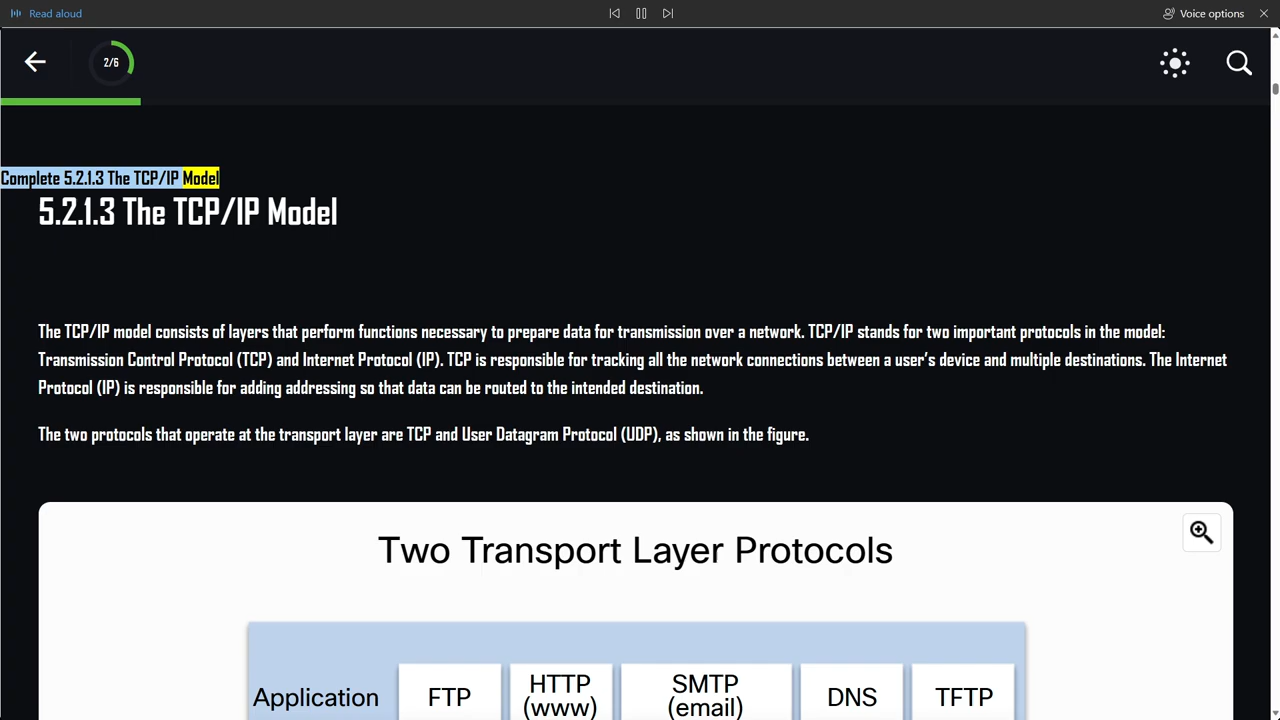 Read aloud
Voice options
2/6
Complete 5.2.1.3 The TCP/IP Model
5.2.1.3 The TCP/IP Model
The TCP/IP model consists of layers that perform functions necessary to prepare data for transmission over a network. TCP/IP stands for two important protocols in the model:
Transmission Control Protocol (TCP) and Internet Protocol (IP). TCP is responsible for tracking all the network connections between a user's device and multiple destinations. The Internet
Protocol (IP) is responsible for adding addressing so that data can be routed to the intended destination.
The two protocols that operate at the transport layer are TCP and User Datagram Protocol (UDP), as shown in the figure.
Two Transport Layer Protocols
Application
FTP
HTTP
(www)
SMTP
(email)
DNS
TFTP